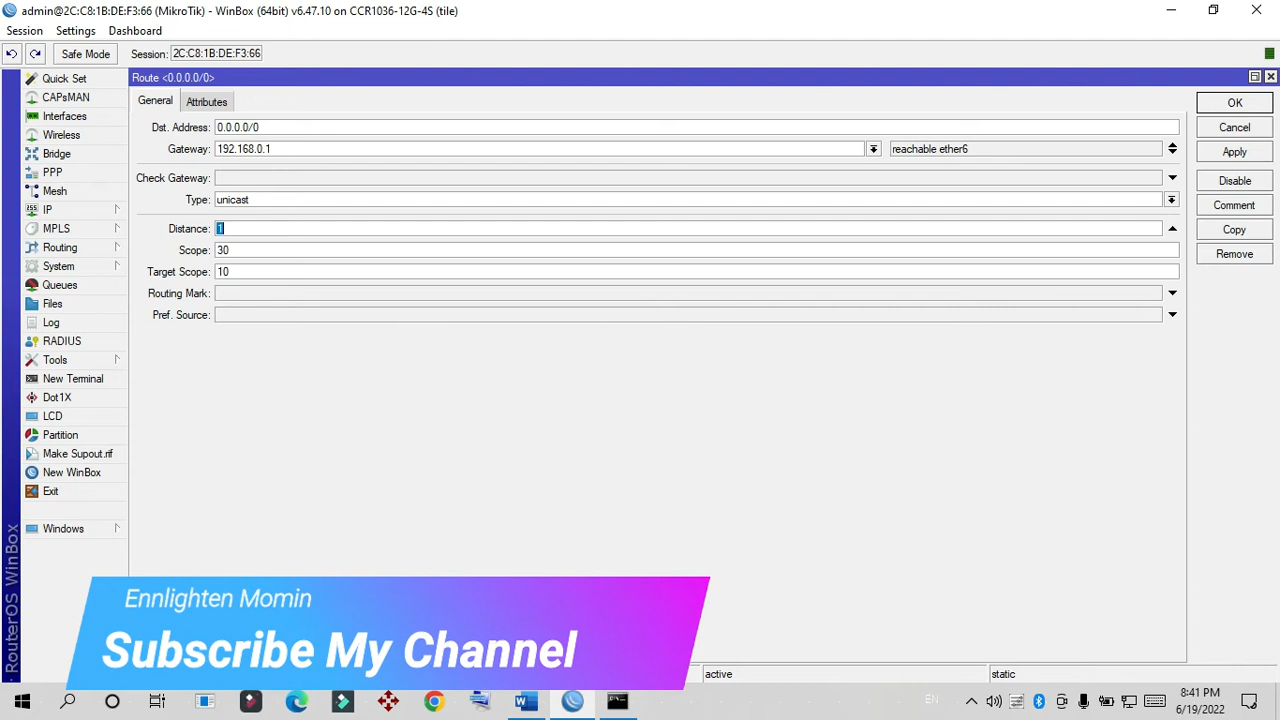 admin@2C:C8:1B:DE:F3:66 (MikroTik) - WinBox (64bit) v6.47.10 on CCR1036-12G-4S (tile)
Session Settings Dashboard
Safe Mode Session: 2C:C8:1B:DE:F3:66
Quick Set
CAPsMAN
Interfaces
Wireless
Bridge
PPP
Mesh
IP
MPLS
Routing
System
Queues
Files
Log
RADIUS
Tools
New Terminal
Dot1X
LCD
Partition
Make Supout.rif
New WinBox
Exit
Windows
RouterOS WinBox
Route <0.0.0.0/0>
General Attributes
Dst. Address: 0.0.0.0/0
Gateway: 192.168.0.1 reachable ether6
Check Gateway:
Type: unicast
Distance: 1
Scope: 30
Target Scope: 10
Routing Mark:
Pref. Source:
OK
Cancel
Apply
Disable
Comment
Copy
Remove
active static
Ennlighten Momin
Subscribe My Channel
EN
8:41 PM
6/19/2022